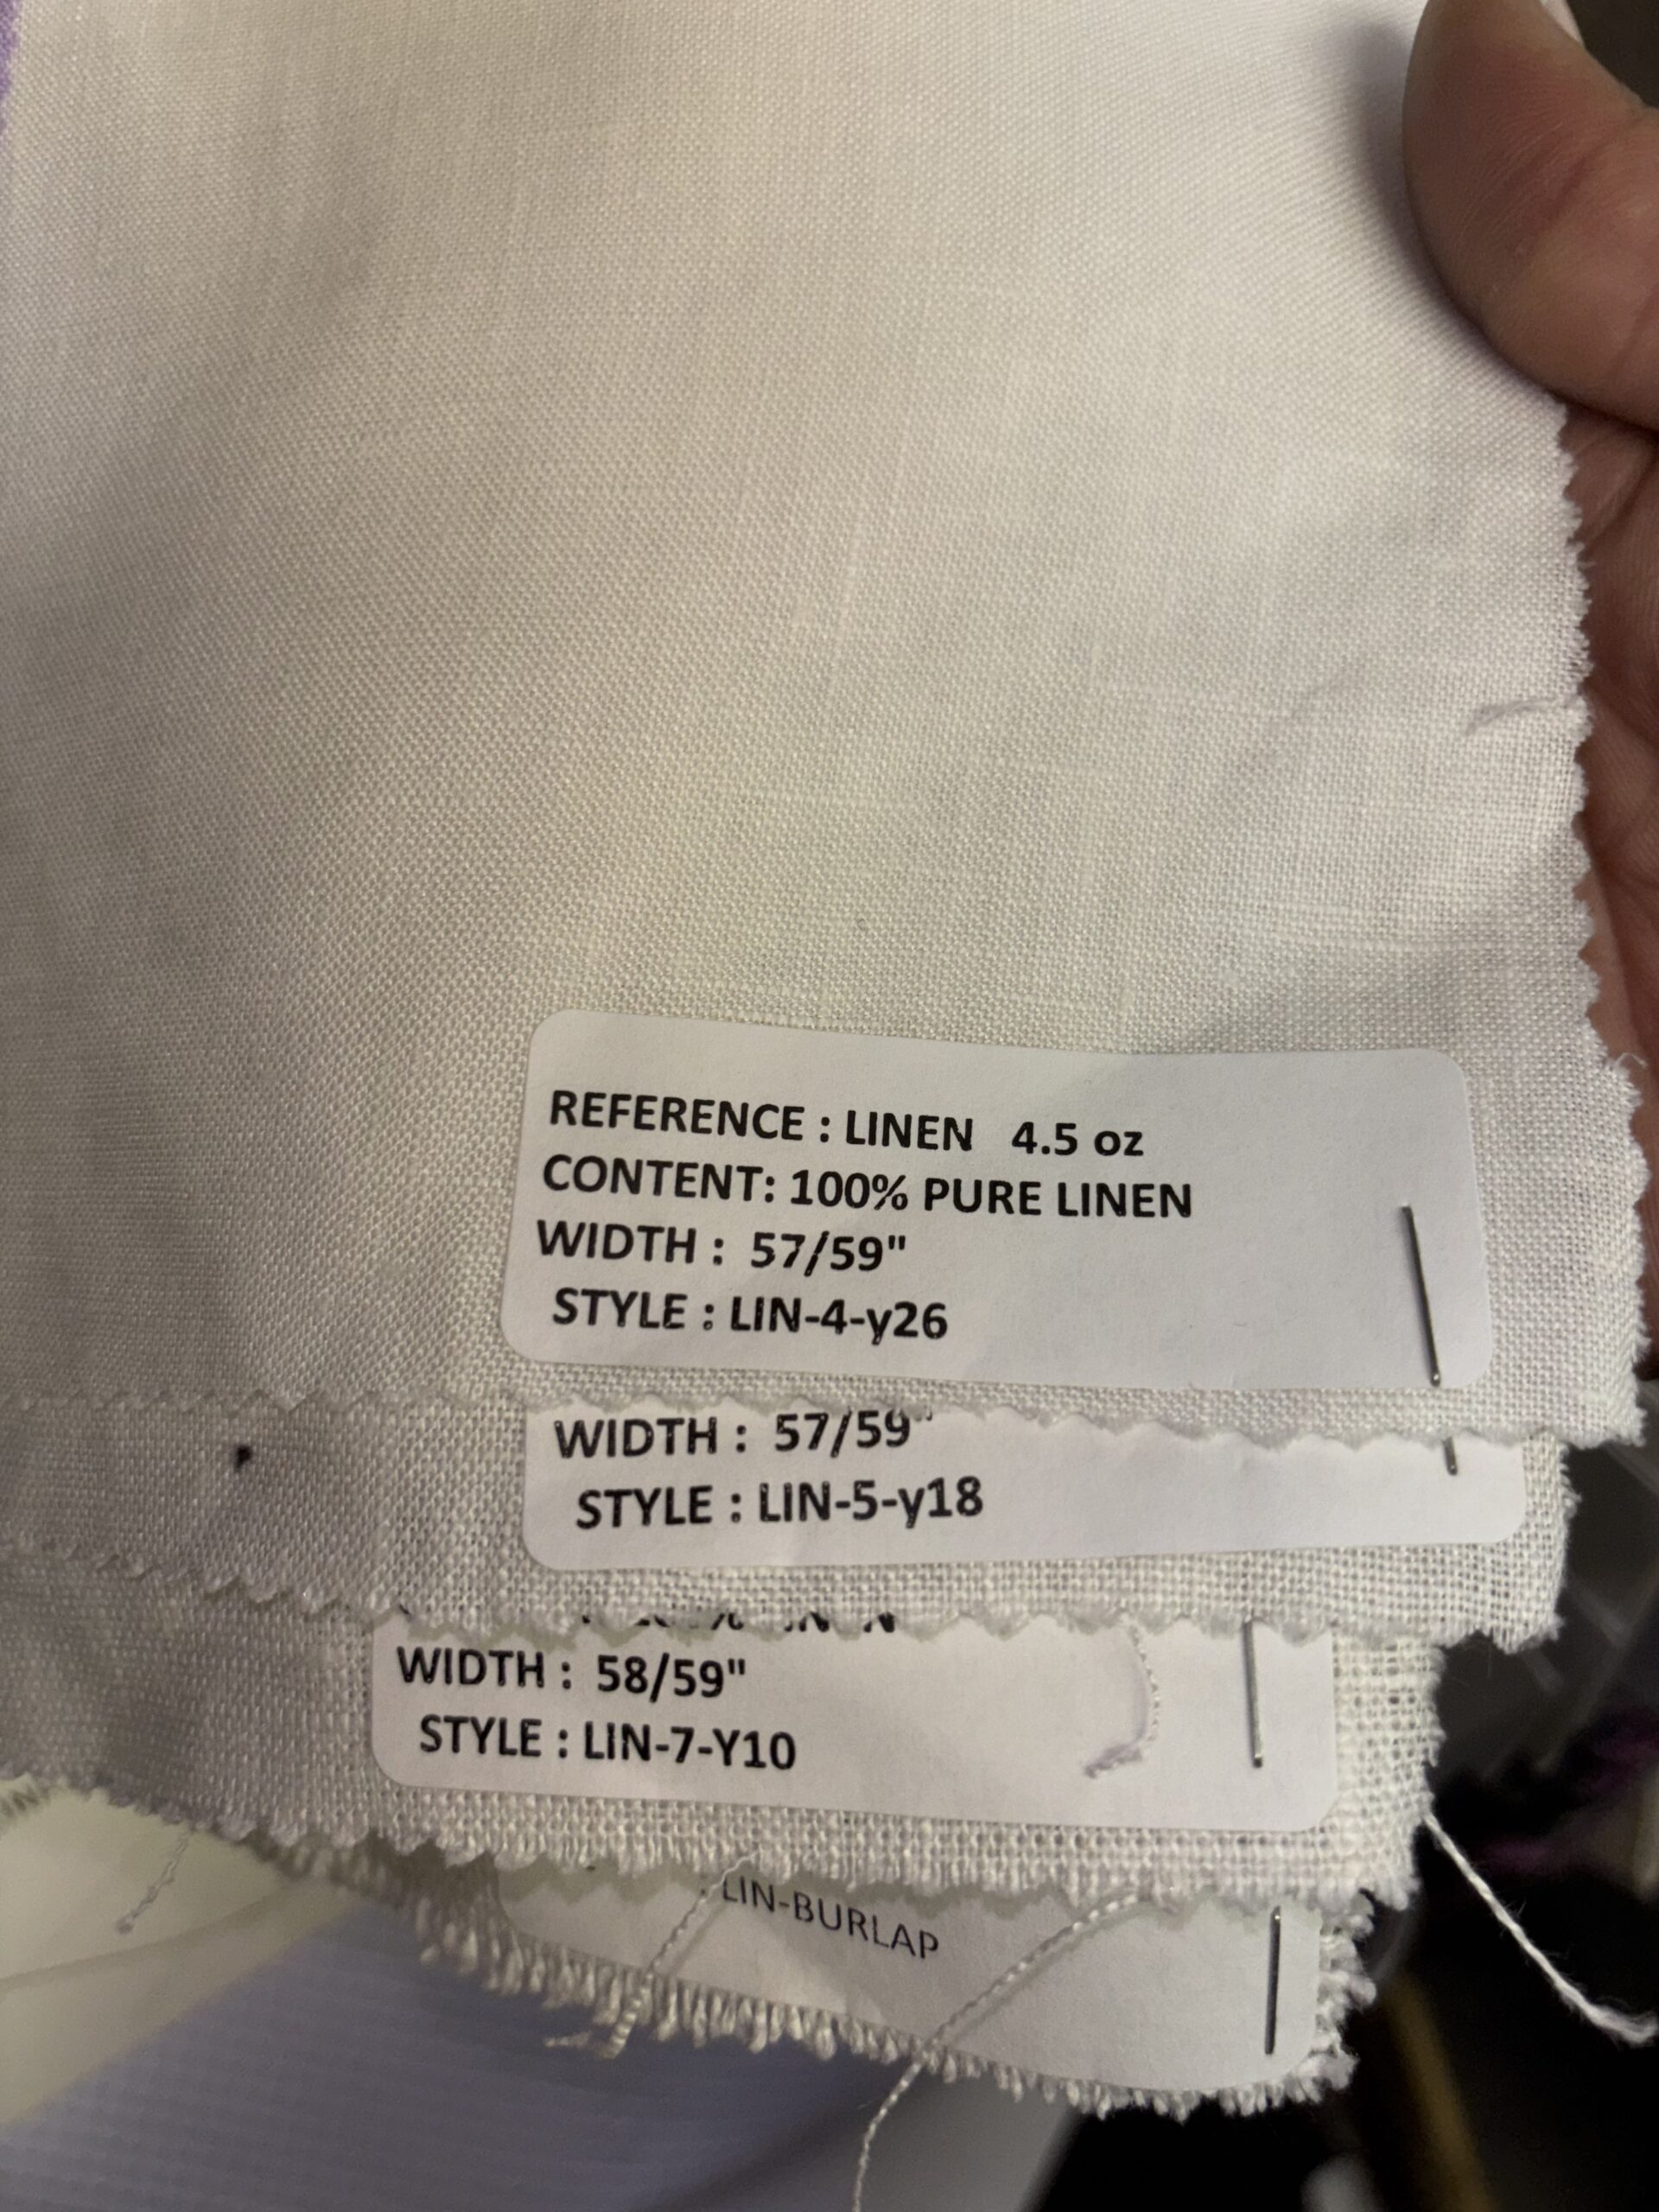 REFERENCE : LINEN 4.5 oz
CONTENT: 100% PURE LINEN
WIDTH : 57/59"
STYLE : LIN-4-y26
WIDTH : 57/59"
STYLE : LIN-5-y18
WIDTH : 58/59"
STYLE : LIN-7-Y10
LIN-BURLAP